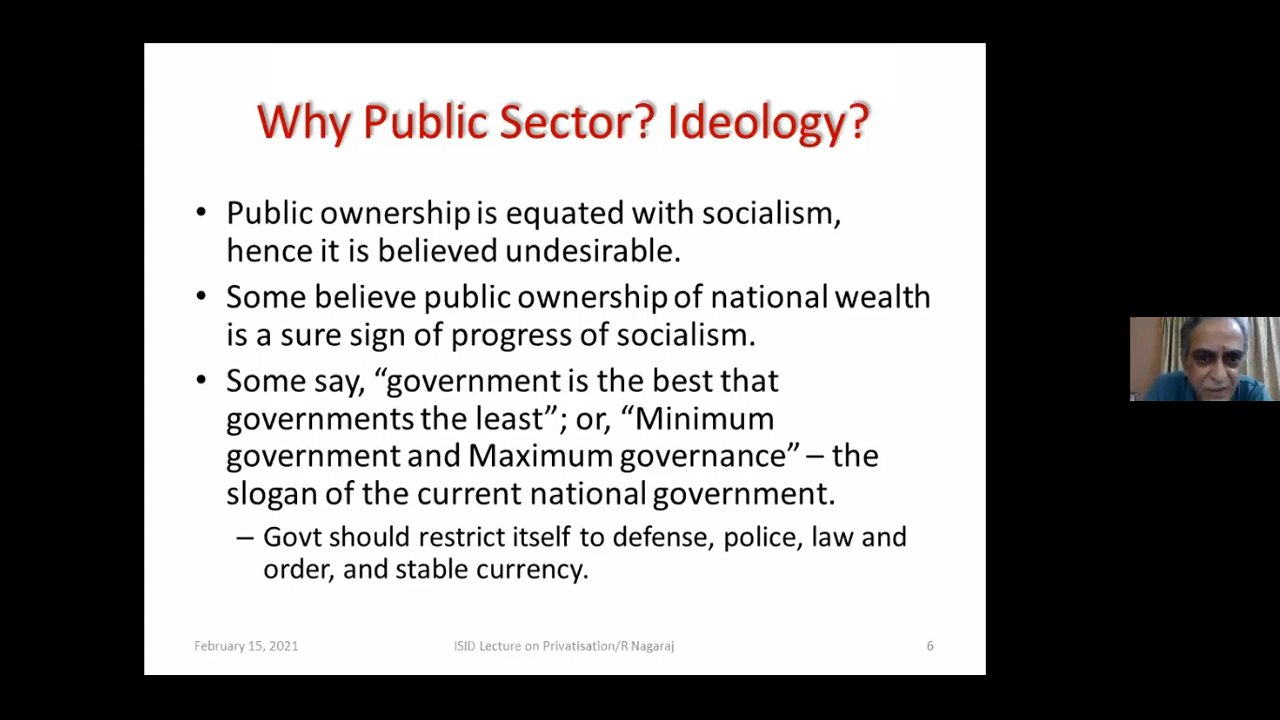 Why Public Sector? Ideology?
• Public ownership is equated with socialism,
hence it is believed undesirable.
• Some believe public ownership of national wealth
is a sure sign of progress of socialism.
• Some say, “government is the best that
governments the least”; or, “Minimum
government and Maximum governance” – the
slogan of the current national government.
– Govt should restrict itself to defense, police, law and
order, and stable currency.
February 15, 2021 ISID Lecture on Privatisation/R Nagaraj 6